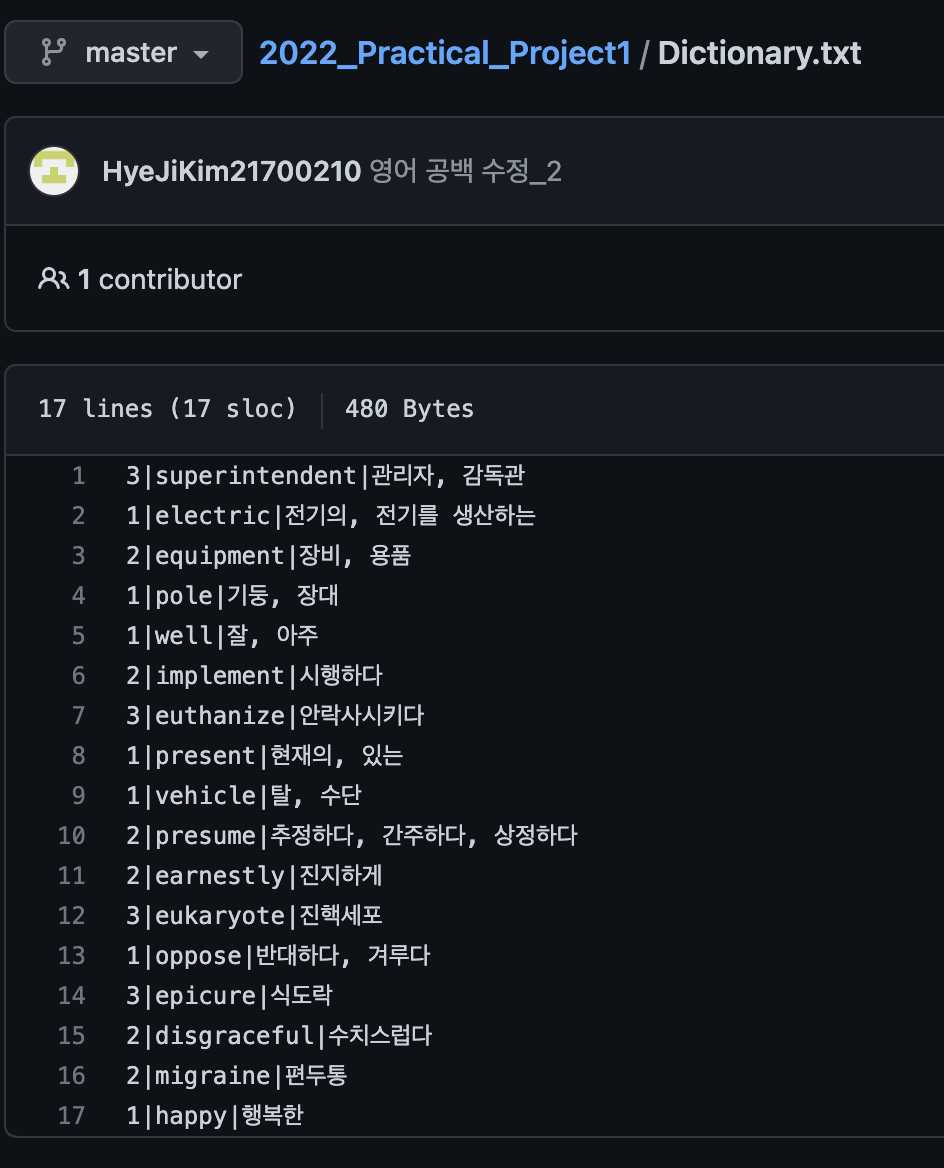 master
2022_Practical_Project1 / Dictionary.txt
HyeJiKim21700210 영어 공백 수정_2
1 contributor
17 lines (17 sloc) 480 Bytes
1 3|superintendent|관리자, 감독관
2 1|electric|전기의, 전기를 생산하는
3 2|equipment|장비, 용품
4 1|pole|기둥, 장대
5 1|well|잘, 아주
6 2|implement|시행하다
7 3|euthanize|안락사시키다
8 1|present|현재의, 있는
9 1|vehicle|탈, 수단
10 2|presume|추정하다, 간주하다, 상정하다
11 2|earnestly|진지하게
12 3|eukaryote|진핵세포
13 1|oppose|반대하다, 겨루다
14 3|epicure|식도락
15 2|disgraceful|수치스럽다
16 2|migraine|편두통
17 1|happy|행복한